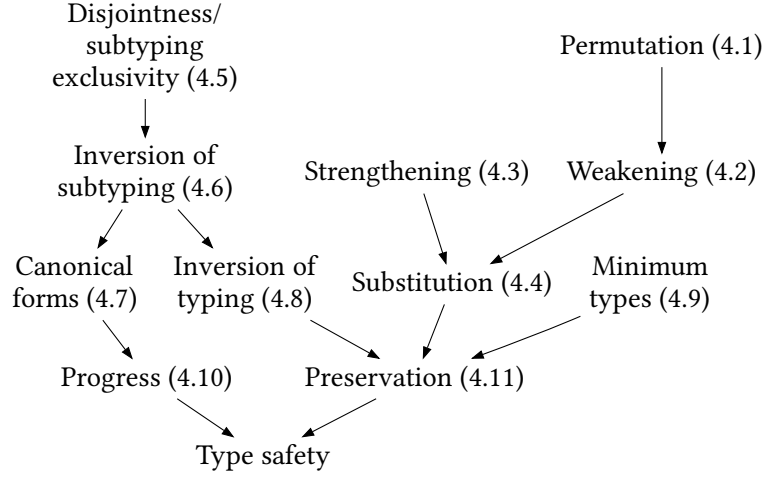 Disjointness/
subtyping
exclusivity (4.5)
Permutation (4.1)
Inversion of
subtyping (4.6)
Strengthening (4.3)
Weakening (4.2)
Canonical
forms (4.7)
Inversion of
typing (4.8)
Substitution (4.4)
Minimum
types (4.9)
Progress (4.10)
Preservation (4.11)
Type safety